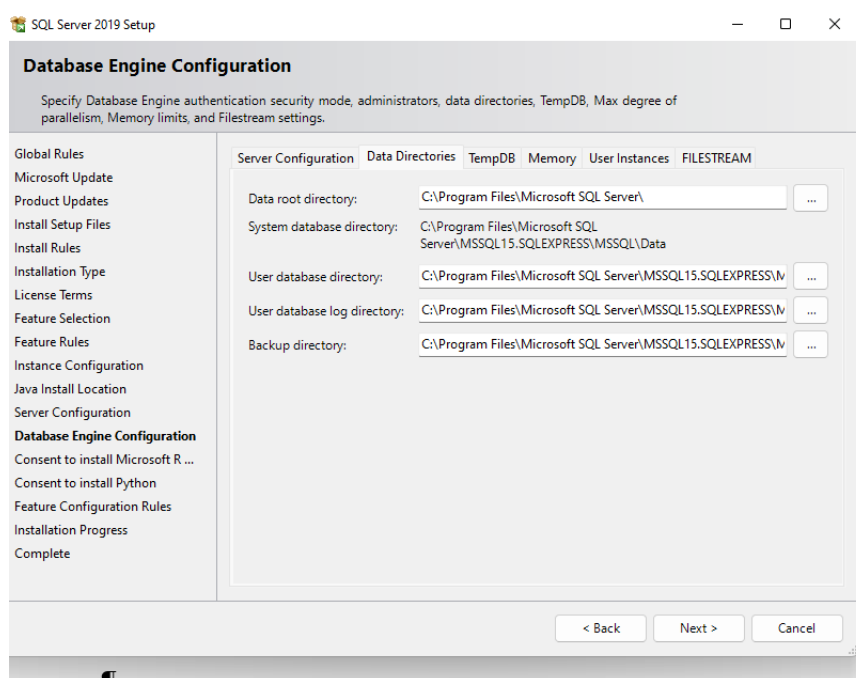 SQL Server 2019 Setup
Database Engine Configuration
Specify Database Engine authentication security mode, administrators, data directories, TempDB, Max degree of
parallelism, Memory limits, and Filestream settings.
Global Rules
Microsoft Update
Product Updates
Install Setup Files
Install Rules
Installation Type
License Terms
Feature Selection
Feature Rules
Instance Configuration
Java Install Location
Server Configuration
Database Engine Configuration
Consent to install Microsoft R ...
Consent to install Python
Feature Configuration Rules
Installation Progress
Complete
Server Configuration Data Directories TempDB Memory User Instances FILESTREAM
Data root directory: C:\Program Files\Microsoft SQL Server\ ...
System database directory: C:\Program Files\Microsoft SQL
Server\MSSQL15.SQLEXPRESS\MSSQL\Data
User database directory: C:\Program Files\Microsoft SQL Server\MSSQL15.SQLEXPRESS\M ...
User database log directory: C:\Program Files\Microsoft SQL Server\MSSQL15.SQLEXPRESS\M ...
Backup directory: C:\Program Files\Microsoft SQL Server\MSSQL15.SQLEXPRESS\M ...
< Back Next > Cancel
¶